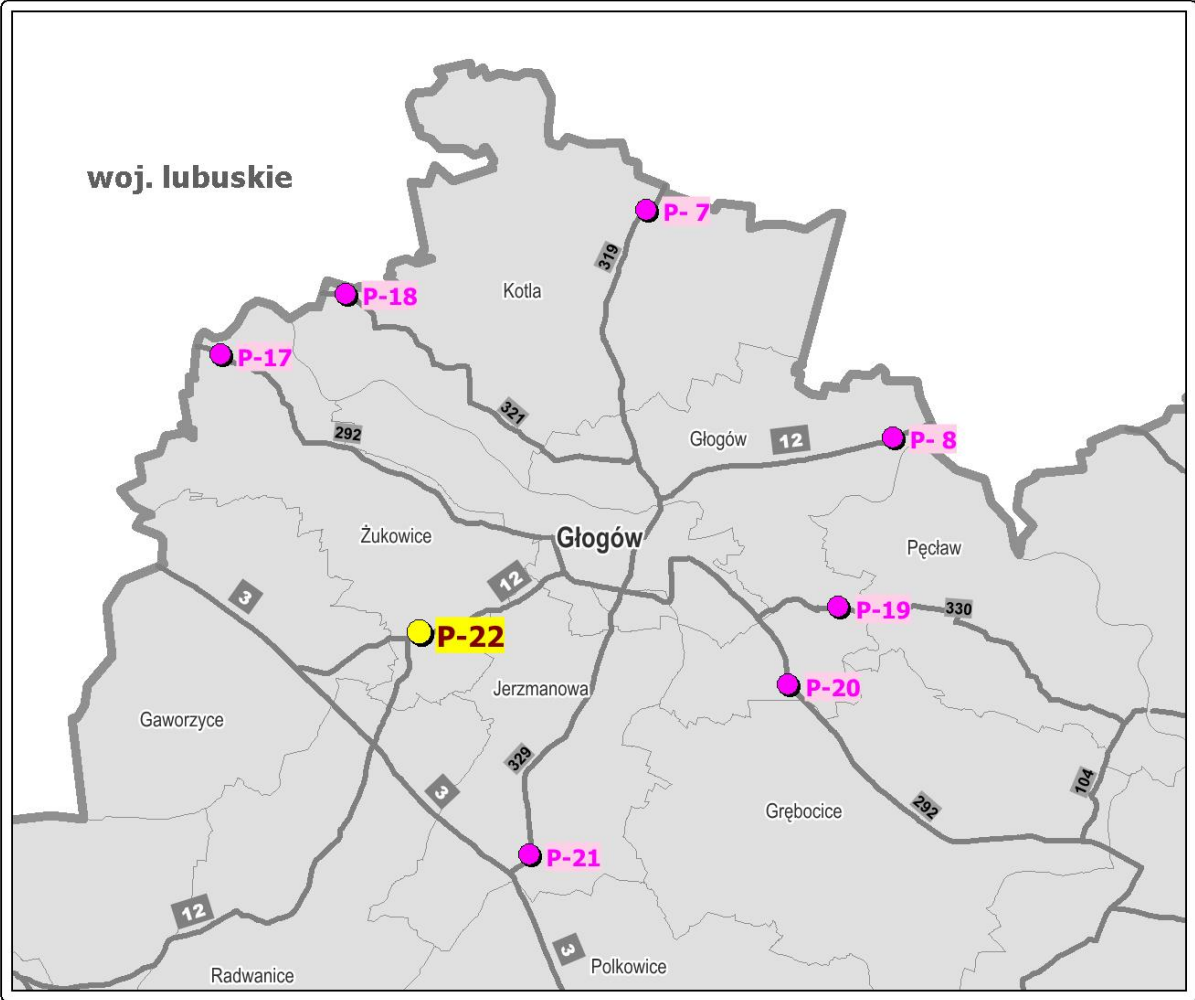 woj. lubuskie
P- 7
319
Kotla
P-18
P-17
321
292
Głogów
12
P- 8
Głogów
Żukowice
Pęcław
12
3
P-19
330
P-22
Jerzmanowa
P-20
Gaworzyce
329
3
104
292
Grębocice
P-21
12
3
Polkowice
Radwanice